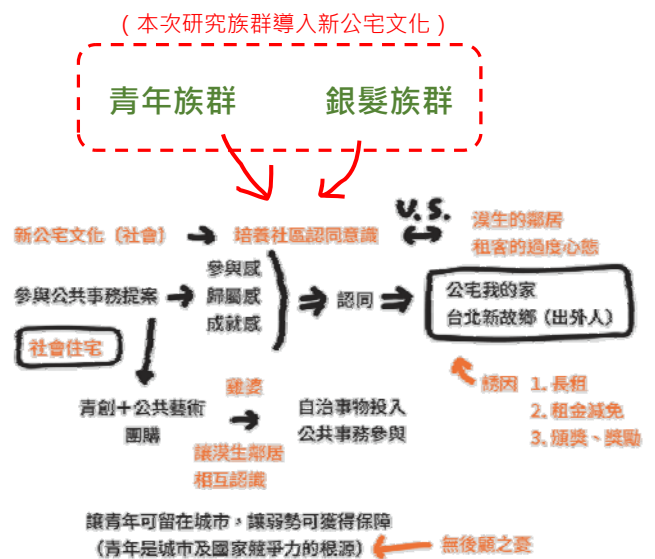 (本次研究族群導入新公宅文化)
青年族群 銀髮族群
新公宅文化(社會) 培養社區認同意識 V.S. 漠生的鄰居
租客的過度心態
參與公共事務提案 參與感
歸屬感
成就感
認同
公宅我的家
台北新故鄉(出外人)
社會住宅
青創+公共藝術
團購
雞婆
讓漠生鄰居
相互認識
自治事物投入
公共事務參與
誘因 1. 長租
2. 租金減免
3. 頒獎、獎勵
讓青年可留在城市,讓弱勢可獲得保障
(青年是城市及國家競爭力的根源) 無後顧之憂